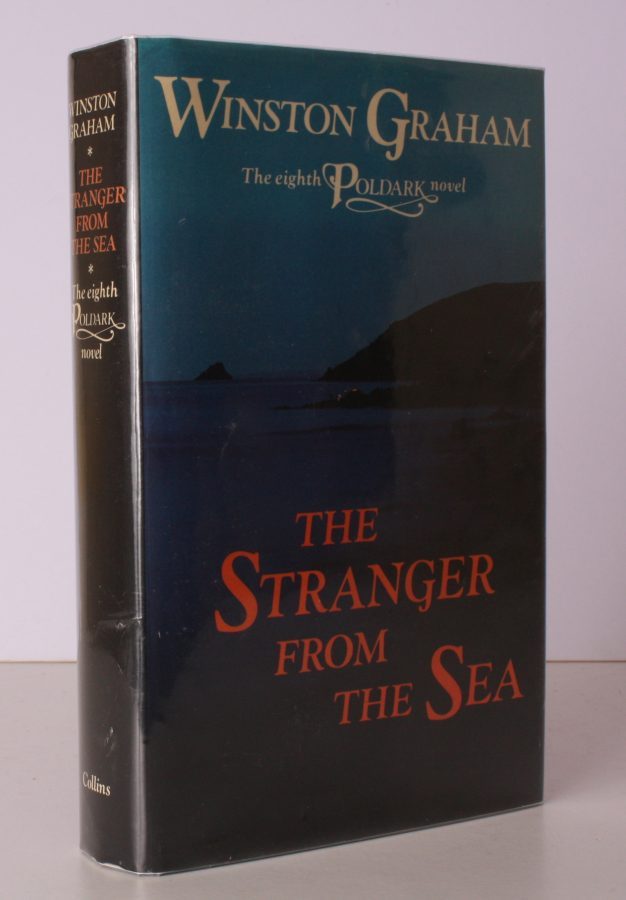 WINSTON GRAHAM
The eighth POLDARK novel
THE
STRANGER
FROM
THE SEA
WINSTON
GRAHAM
*
THE
STRANGER
FROM
THE SEA
*
The eighth
POLDARK
novel
Collins